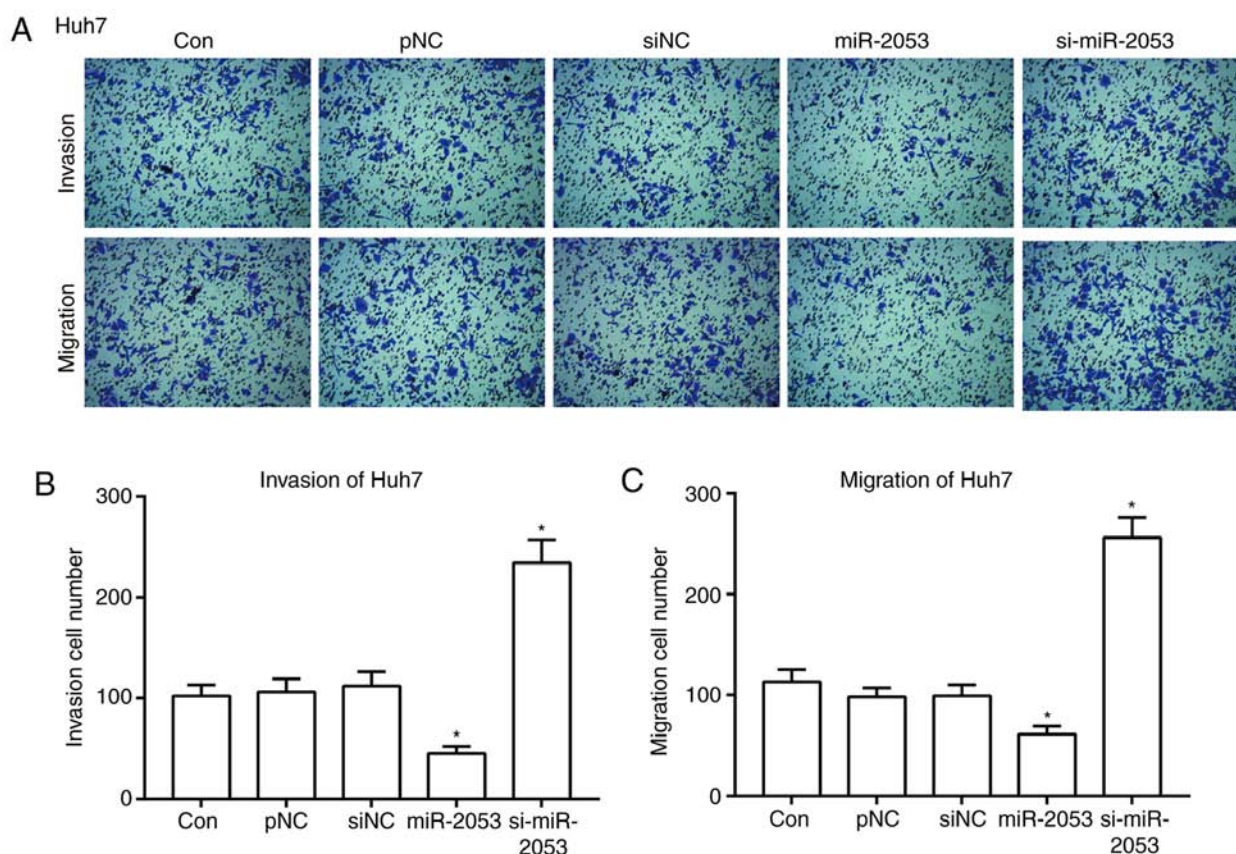 A Huh7
Con pNC siNC miR-2053 si-miR-2053
Invasion
Migration
B Invasion of Huh7
Invasion cell number
300
200
100
0
*
*
Con pNC siNC miR-2053 si-miR-
2053
C Migration of Huh7
Migration cell number
300
200
100
0
*
*
Con pNC siNC miR-2053 si-miR-
2053